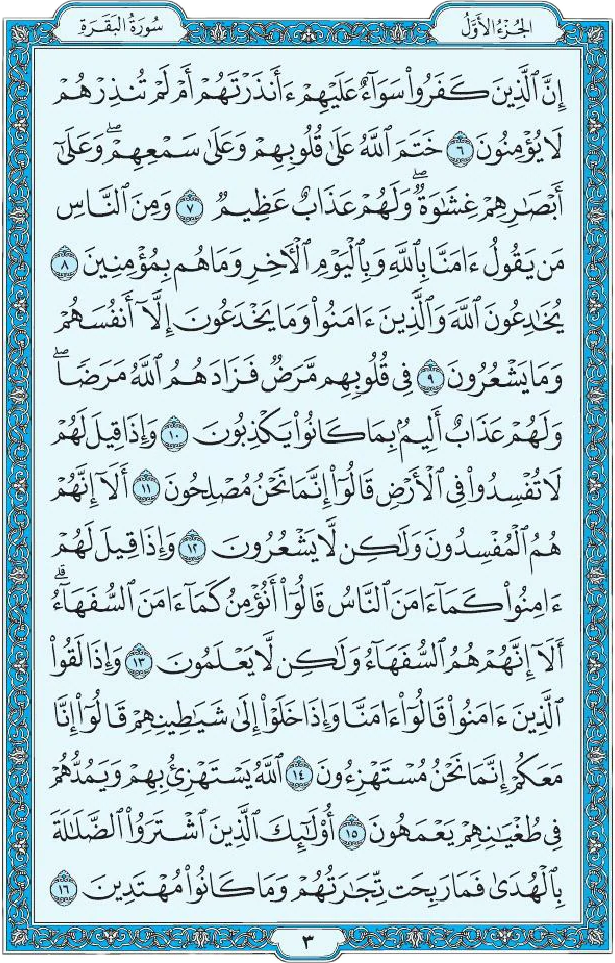 الجُزْءُ الأَوَّلُ
سُورَةُ البَقَرَةِ
إِنَّ ٱلَّذِينَ كَفَرُواْ سَوَآءٌ عَلَيْهِمْ ءَأَنذَرْتَهُمْ أَمْ لَمْ تُنذِرْهُمْ
لَا يُؤْمِنُونَ ٦ خَتَمَ ٱللَّهُ عَلَىٰ قُلُوبِهِمْ وَعَلَىٰ سَمْعِهِمْۖ وَعَلَىٰٓ
أَبْصَٰرِهِمْ غِشَٰوَةٌۖ وَلَهُمْ عَذَابٌ عَظِيمٌ ٧ وَمِنَ ٱلنَّاسِ
مَن يَقُولُ ءَامَنَّا بِٱللَّهِ وَبِٱلْيَوْمِ ٱلْأٓخِرِ وَمَا هُم بِمُؤْمِنِينَ ٨
يُخَٰدِعُونَ ٱللَّهَ وَٱلَّذِينَ ءَامَنُواْ وَمَا يَخْدَعُونَ إِلَّآ أَنفُسَهُمْ
وَمَا يَشْعُرُونَ ٩ فِى قُلُوبِهِم مَّرَضٌ فَزَادَهُمُ ٱللَّهُ مَرَضًاۖ
وَلَهُمْ عَذَابٌ أَلِيمٌۢ بِمَا كَانُواْ يَكْذِبُونَ ١٠ وَإِذَا قِيلَ لَهُمْ
لَا تُفْسِدُواْ فِى ٱلْأَرْضِ قَالُوٓاْ إِنَّمَا نَحْنُ مُصْلِحُونَ ١١ أَلَآ إِنَّهُمْ
هُمُ ٱلْمُفْسِدُونَ وَلَٰكِن لَّا يَشْعُرُونَ ١٢ وَإِذَا قِيلَ لَهُمْ
ءَامِنُواْ كَمَآ ءَامَنَ ٱلنَّاسُ قَالُوٓاْ أَنُؤْمِنُ كَمَآ ءَامَنَ ٱلسُّفَهَآءُۗ
أَلَآ إِنَّهُمْ هُمُ ٱلسُّفَهَآءُ وَلَٰكِن لَّا يَعْلَمُونَ ١٣ وَإِذَا لَقُواْ
ٱلَّذِينَ ءَامَنُواْ قَالُوٓاْ ءَامَنَّا وَإِذَا خَلَوْاْ إِلَىٰ شَيَٰطِينِهِمْ قَالُوٓاْ إِنَّا
مَعَكُمْ إِنَّمَا نَحْنُ مُسْتَهْزِءُونَ ١٤ ٱللَّهُ يَسْتَهْزِئُ بِهِمْ وَيَمُدُّهُمْ
فِى طُغْيَٰنِهِمْ يَعْمَهُونَ ١٥ أُوْلَٰٓئِكَ ٱلَّذِينَ ٱشْتَرَوُاْ ٱلضَّلَٰلَةَ
بِٱلْهُدَىٰ فَمَا رَبِحَت تِّجَٰرَتُهُمْ وَمَا كَانُواْ مُهْتَدِينَ ١٦
٣